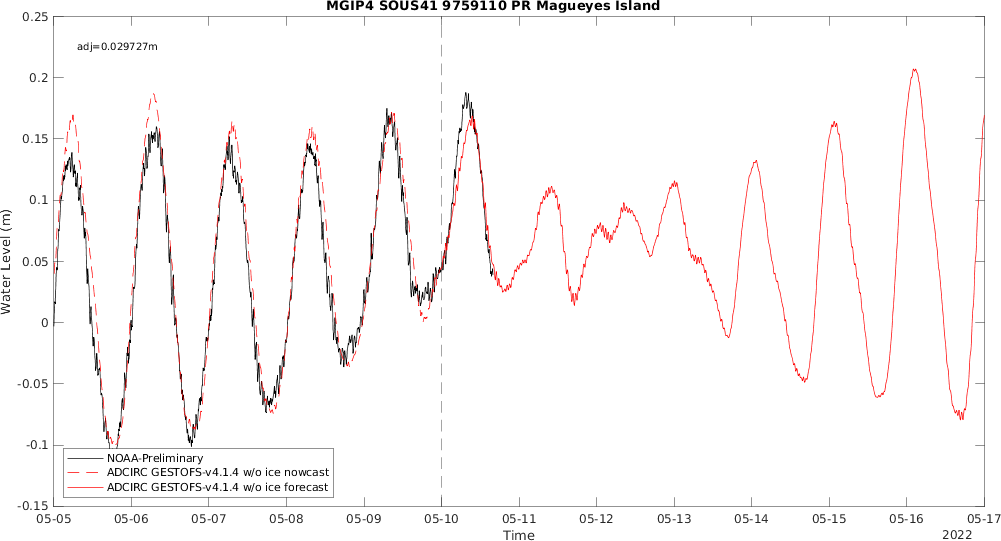 MGIP4 SOUS41 9759110 PR Magueyes Island
0.25
adj=0.029727m
0.2
0.15
0.1
0.05
0
-0.05
-0.1
-0.15
Water Level (m)
NOAA-Preliminary
ADCIRC GESTOFS-v4.1.4 w/o ice nowcast
ADCIRC GESTOFS-v4.1.4 w/o ice forecast
05-05 05-06 05-07 05-08 05-09 05-10 05-11 05-12 05-13 05-14 05-15 05-16 05-17
Time
2022